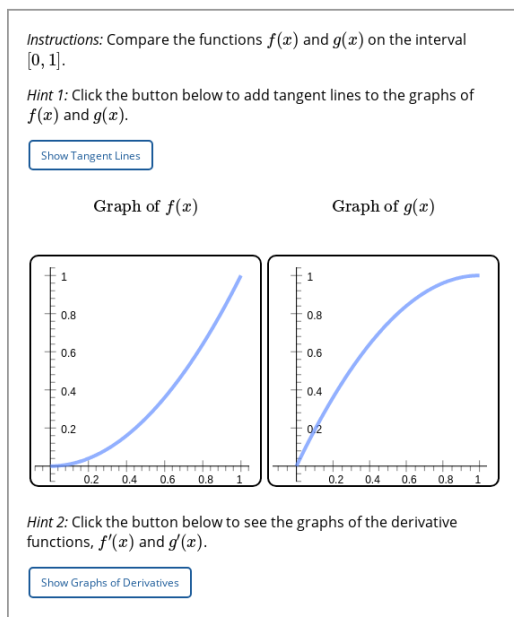 Instructions: Compare the functions f(x) and g(x) on the interval
[0, 1].
Hint 1: Click the button below to add tangent lines to the graphs of
f(x) and g(x).
Show Tangent Lines
Graph of f(x)
Graph of g(x)
1
0.8
0.6
0.4
0.2
0.2 0.4 0.6 0.8 1
1
0.8
0.6
0.4
0.2
0.2 0.4 0.6 0.8 1
Hint 2: Click the button below to see the graphs of the derivative
functions, f′(x) and g′(x).
Show Graphs of Derivatives